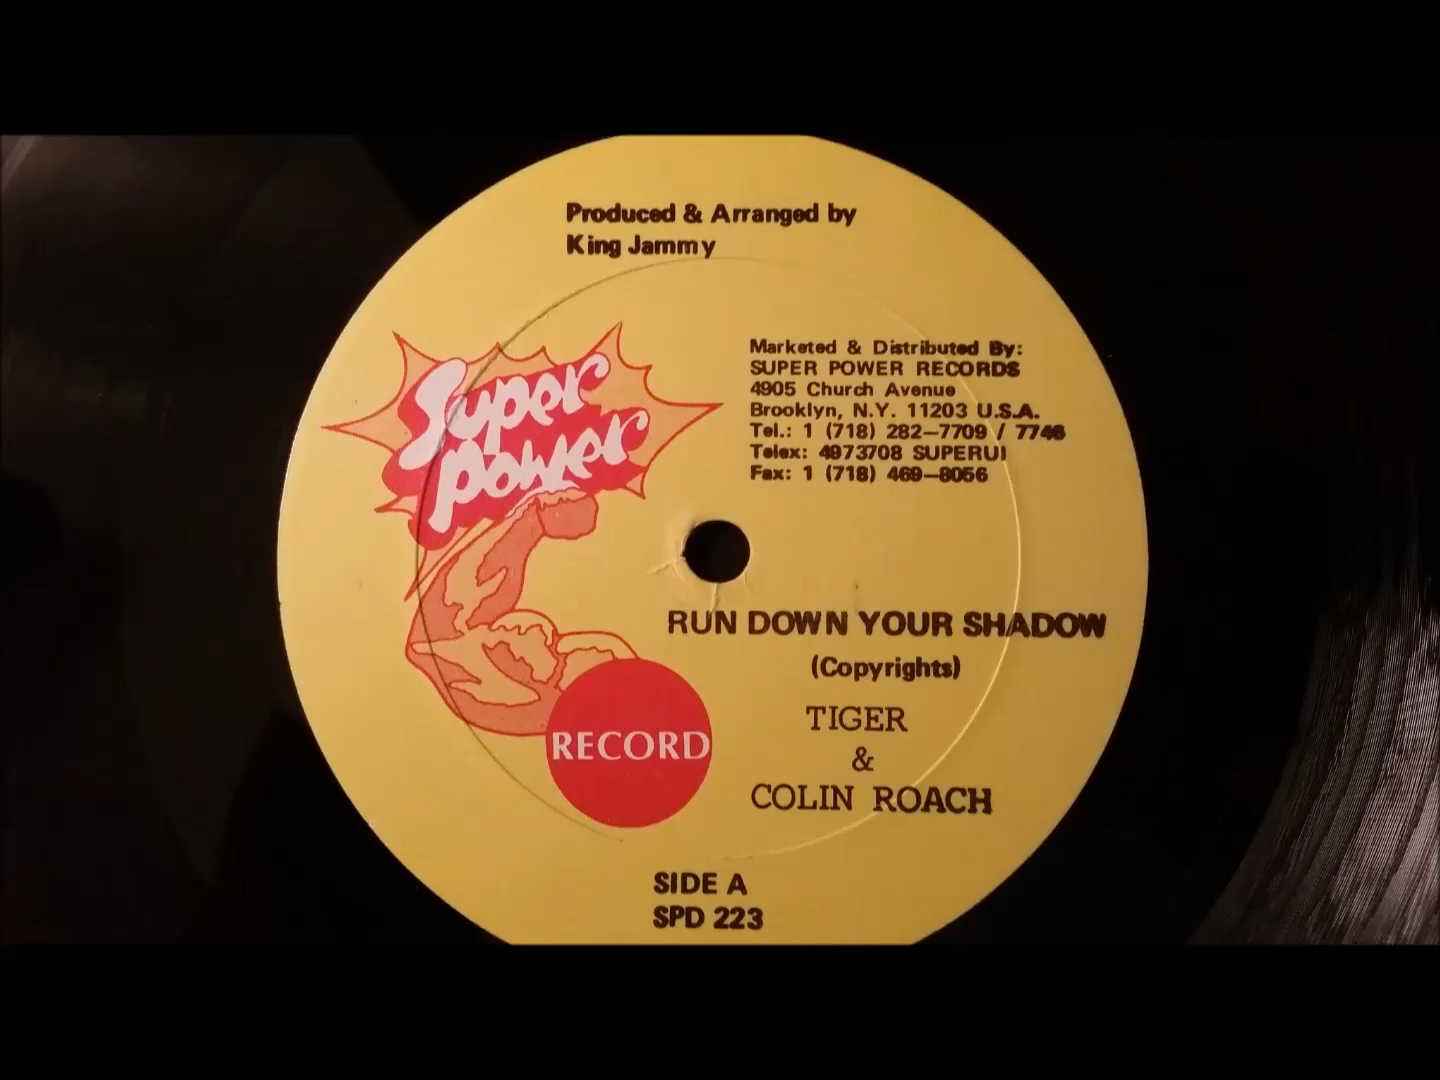 Produced & Arranged by
King Jammy
Super
Power
RECORD
Marketed & Distributed By:
SUPER POWER RECORDS
4905 Church Avenue
Brooklyn, N.Y. 11203 U.S.A.
Tel.: 1 (718) 282-7709 / 7746
Telex: 4973708 SUPERUI
Fax: 1 (718) 469-8056
RUN DOWN YOUR SHADOW
(Copyrights)
TIGER
&
COLIN ROACH
SIDE A
SPD 223